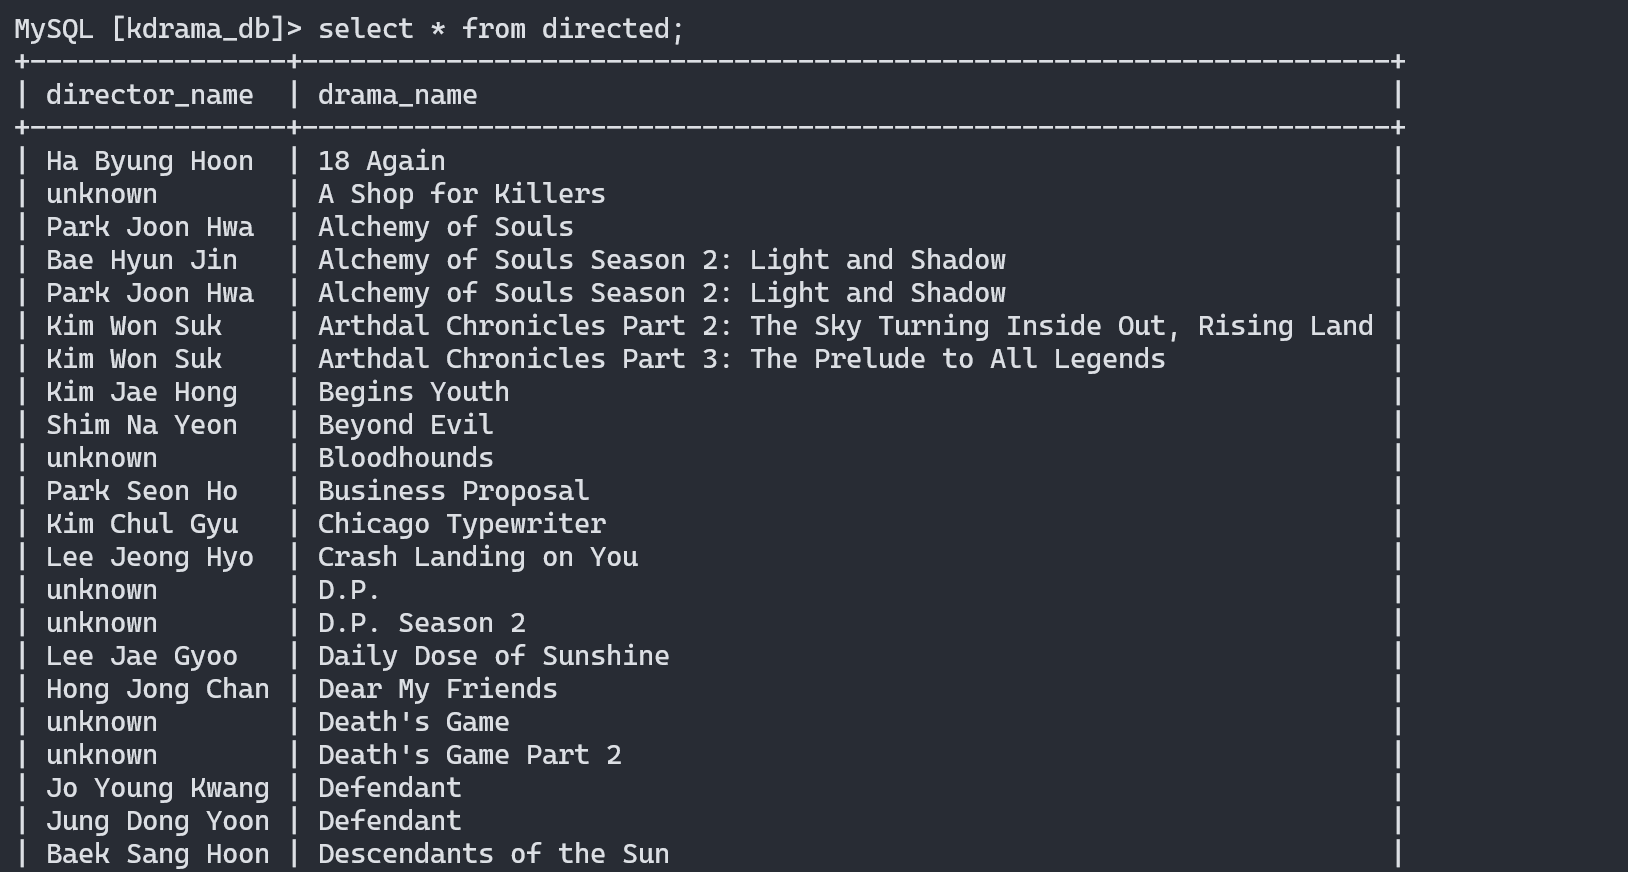 MySQL [kdrama_db]> select * from directed;
+----------------+--------------------------------------------------------------------+
| director_name  | drama_name                                                         |
+----------------+--------------------------------------------------------------------+
| Ha Byung Hoon  | 18 Again                                                           |
| unknown        | A Shop for Killers                                                 |
| Park Joon Hwa  | Alchemy of Souls                                                   |
| Bae Hyun Jin   | Alchemy of Souls Season 2: Light and Shadow                        |
| Park Joon Hwa  | Alchemy of Souls Season 2: Light and Shadow                        |
| Kim Won Suk    | Arthdal Chronicles Part 2: The Sky Turning Inside Out, Rising Land |
| Kim Won Suk    | Arthdal Chronicles Part 3: The Prelude to All Legends              |
| Kim Jae Hong   | Begins Youth                                                       |
| Shim Na Yeon   | Beyond Evil                                                        |
| unknown        | Bloodhounds                                                        |
| Park Seon Ho   | Business Proposal                                                  |
| Kim Chul Gyu   | Chicago Typewriter                                                 |
| Lee Jeong Hyo  | Crash Landing on You                                               |
| unknown        | D.P.                                                               |
| unknown        | D.P. Season 2                                                      |
| Lee Jae Gyoo   | Daily Dose of Sunshine                                             |
| Hong Jong Chan | Dear My Friends                                                    |
| unknown        | Death's Game                                                       |
| unknown        | Death's Game Part 2                                                |
| Jo Young Kwang | Defendant                                                          |
| Jung Dong Yoon | Defendant                                                          |
| Baek Sang Hoon | Descendants of the Sun                                             |